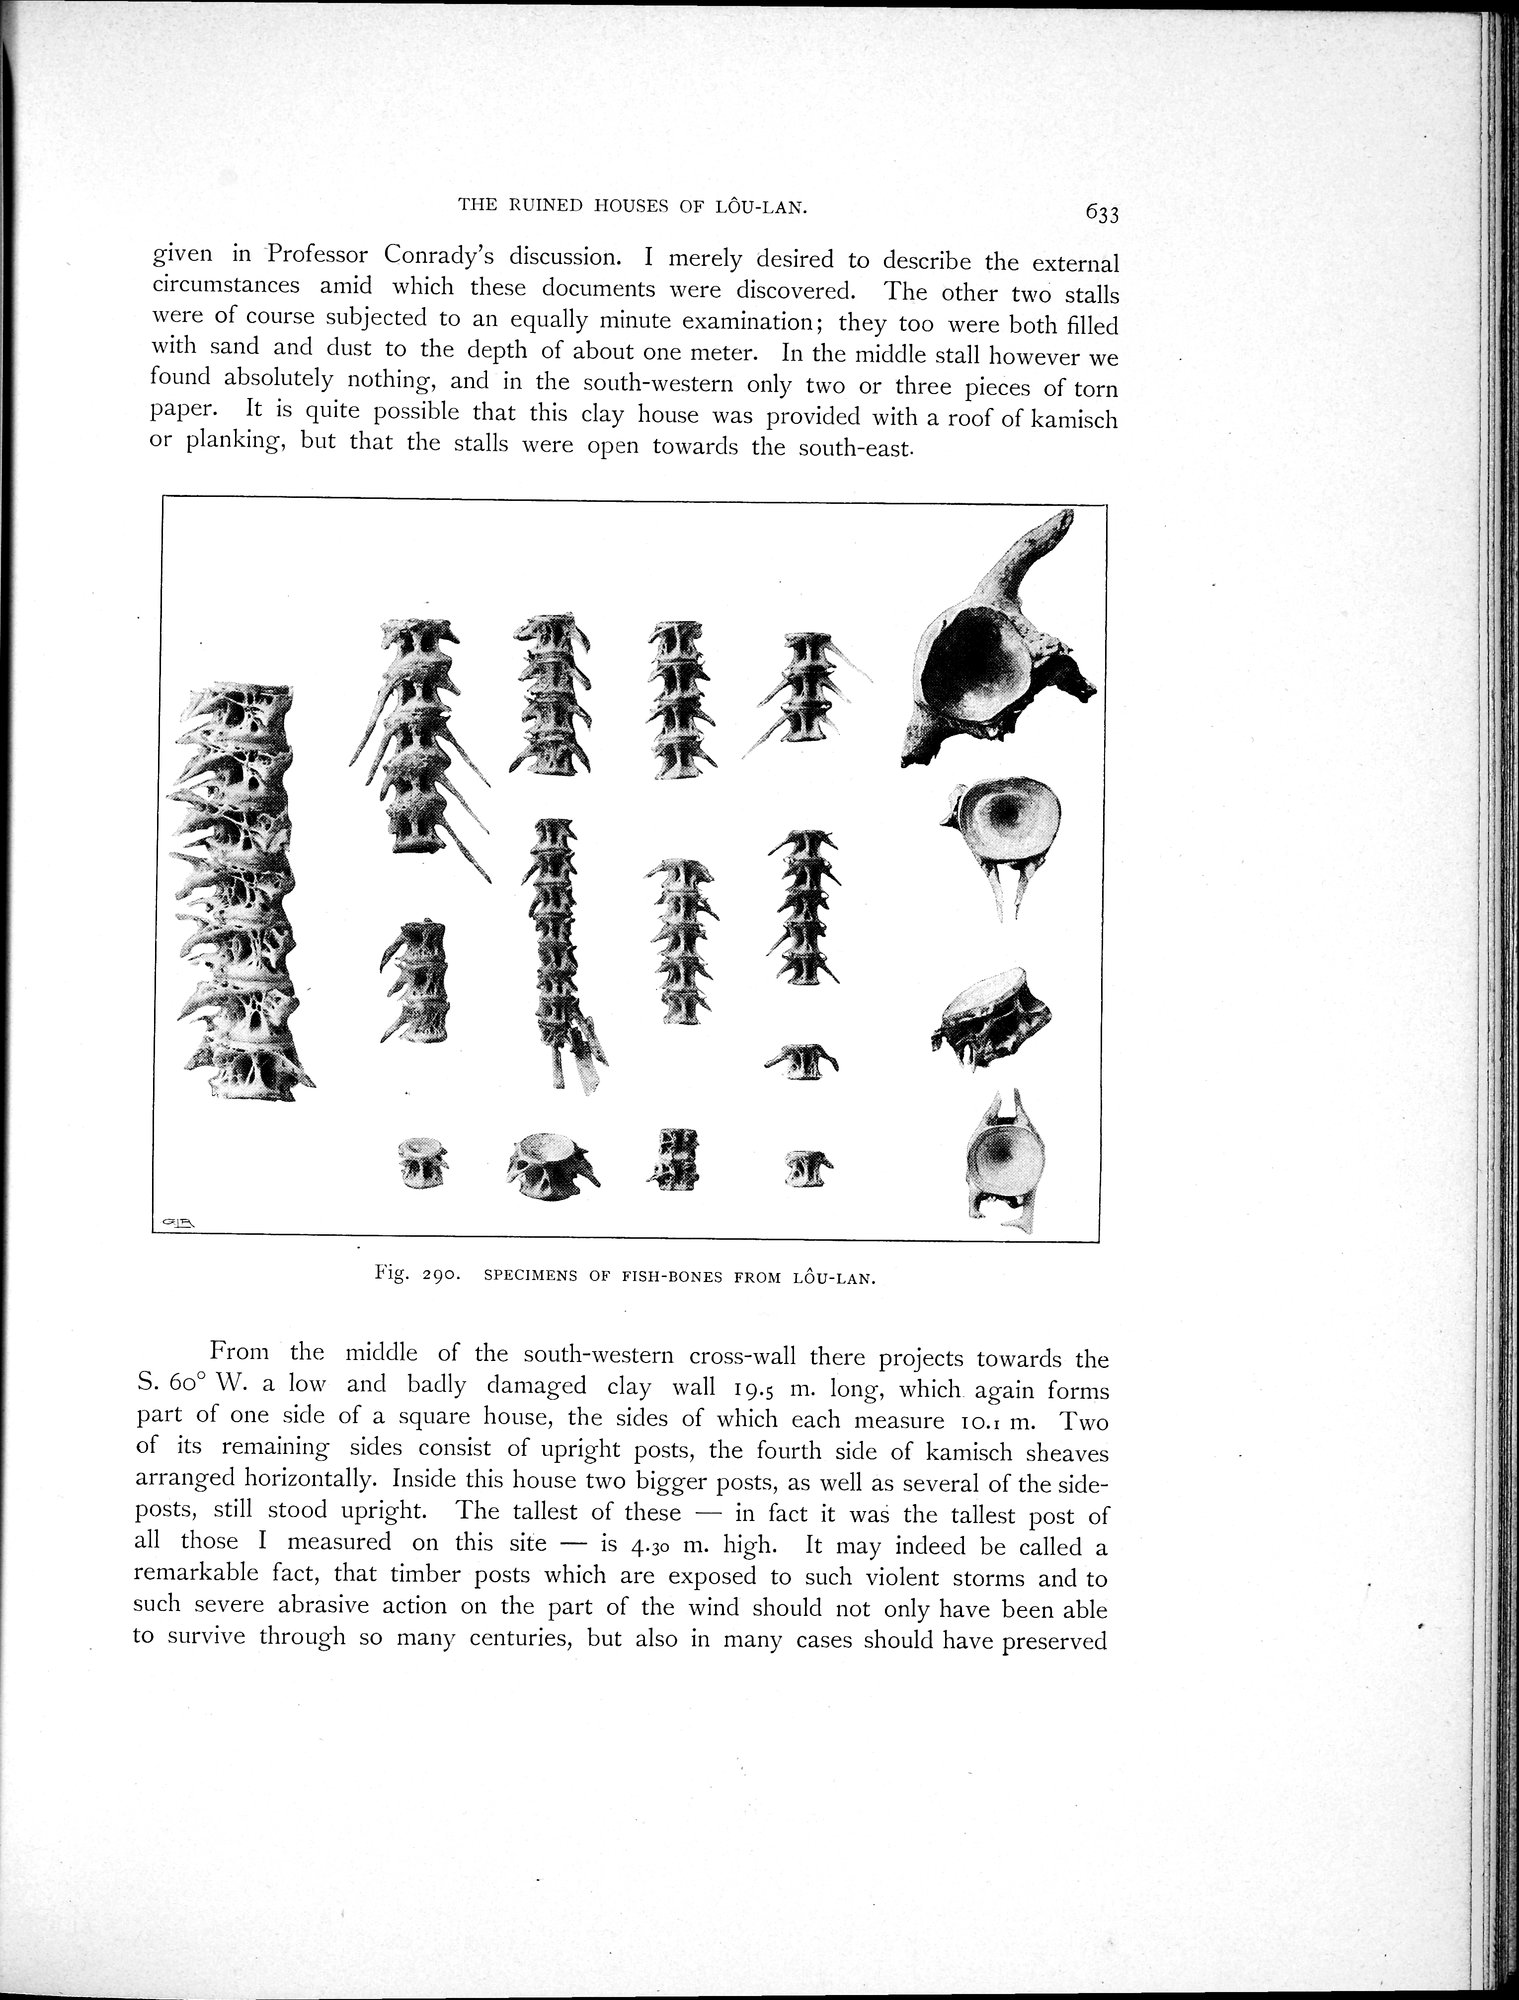 THE RUINED HOUSES OF LÔU-LAN. 633
given in Professor Conrady's discussion. I merely desired to describe the external
circumstances amid which these documents were discovered. The other two stalls
were of course subjected to an equally minute examination; they too were both filled
with sand and dust to the depth of about one meter. In the middle stall however we
found absolutely nothing, and in the south-western only two or three pieces of torn
paper. It is quite possible that this clay house was provided with a roof of kamisch
or planking, but that the stalls were open towards the south-east.
Fig. 290. SPECIMENS OF FISH-BONES FROM LÔU-LAN.
From the middle of the south-western cross-wall there projects towards the
S. 60° W. a low and badly damaged clay wall 19.5 m. long, which again forms
part of one side of a square house, the sides of which each measure 10.1 m. Two
of its remaining sides consist of upright posts, the fourth side of kamisch sheaves
arranged horizontally. Inside this house two bigger posts, as well as several of the side-
posts, still stood upright. The tallest of these — in fact it was the tallest post of
all those I measured on this site — is 4.30 m. high. It may indeed be called a
remarkable fact, that timber posts which are exposed to such violent storms and to
such severe abrasive action on the part of the wind should not only have been able
to survive through so many centuries, but also in many cases should have preserved